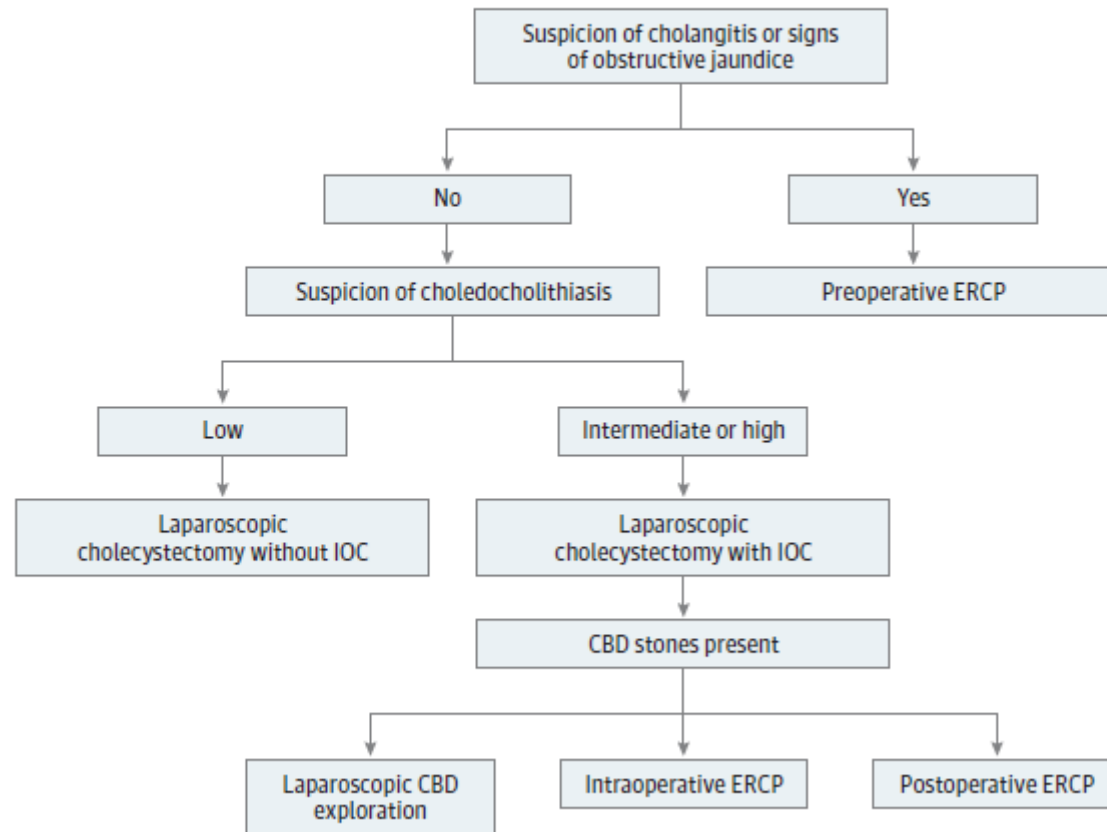 Suspicion of cholangitis or signs
of obstructive jaundice
No
Yes
Suspicion of choledocholithiasis
Preoperative ERCP
Low
Intermediate or high
Laparoscopic
cholecystectomy without IOC
Laparoscopic
cholecystectomy with IOC
CBD stones present
Laparoscopic CBD
exploration
Intraoperative ERCP
Postoperative ERCP